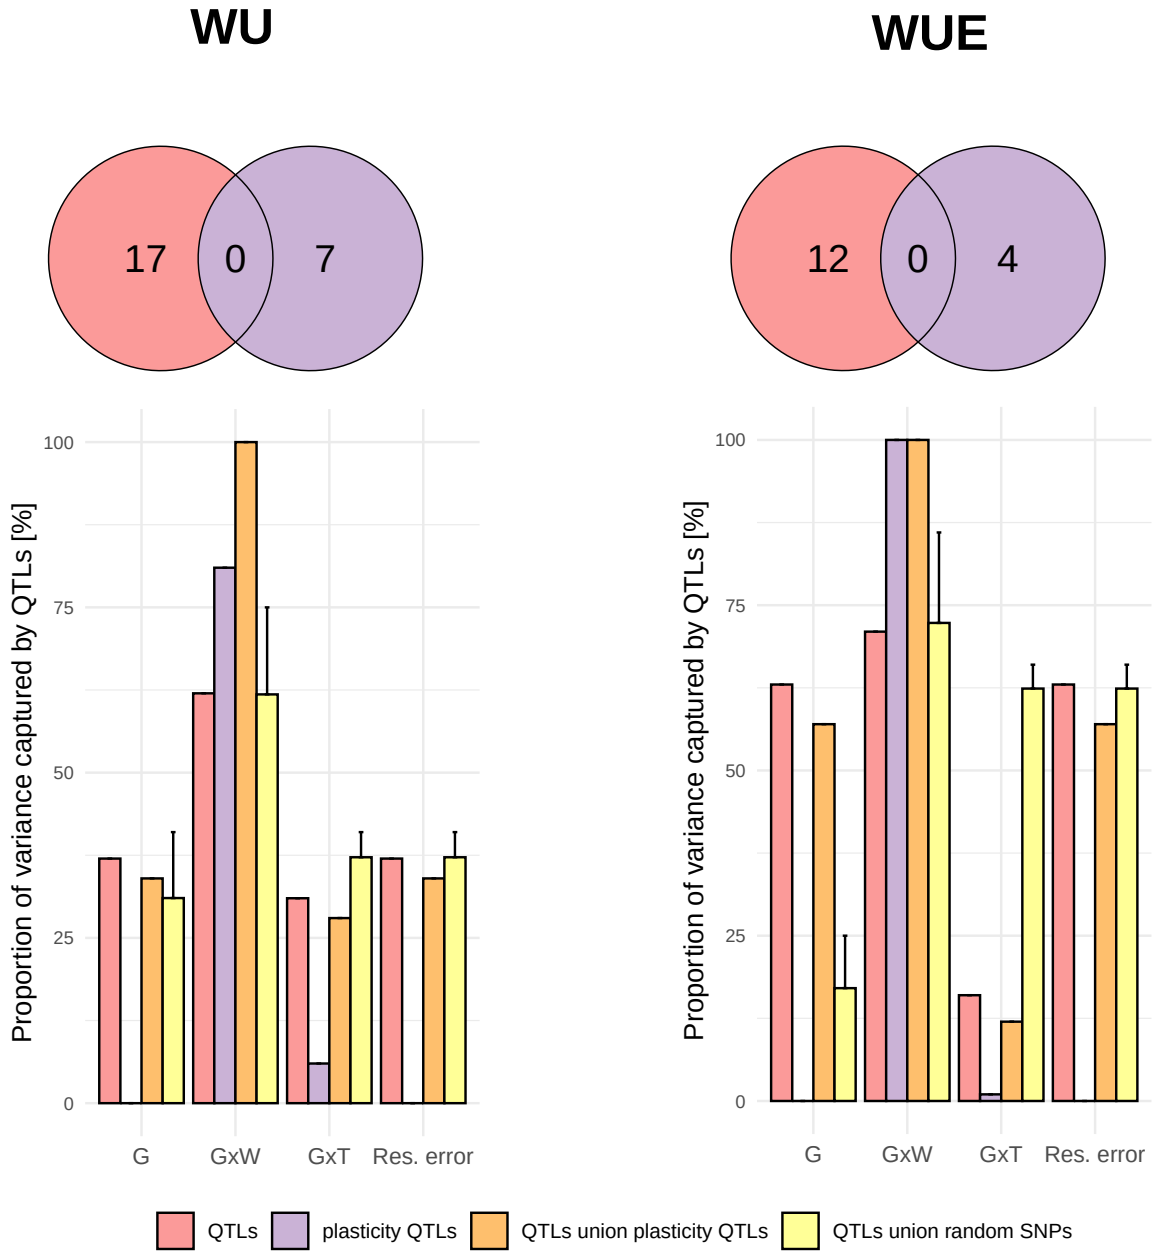 WU
WUE
17 0 7
12 0 4
Proportion of variance captured by QTLs [%]
100
75
50
25
0
G GxW GxT Res. error
Proportion of variance captured by QTLs [%]
100
75
50
25
0
G GxW GxT Res. error
QTLs plasticity QTLs QTLs union plasticity QTLs QTLs union random SNPs